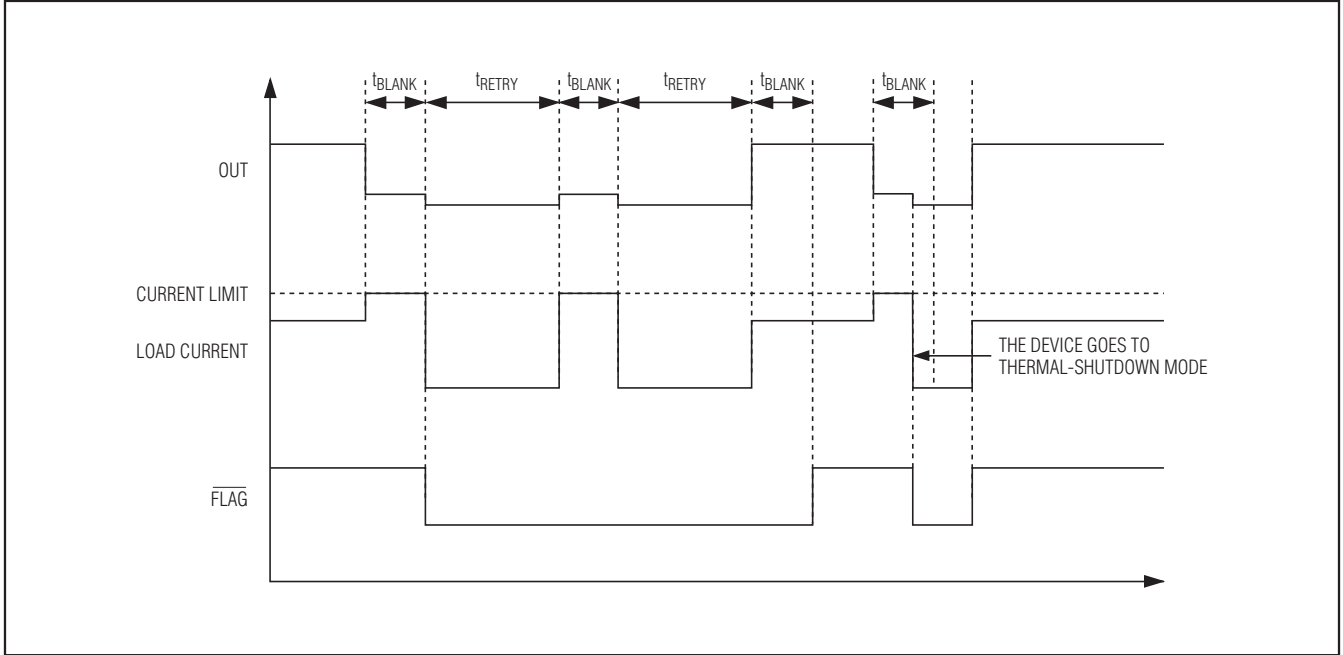 tBLANK tRETRY tBLANK tRETRY tBLANK tBLANK
OUT
CURRENT LIMIT
LOAD CURRENT
THE DEVICE GOES TO
THERMAL-SHUTDOWN MODE
FLAG